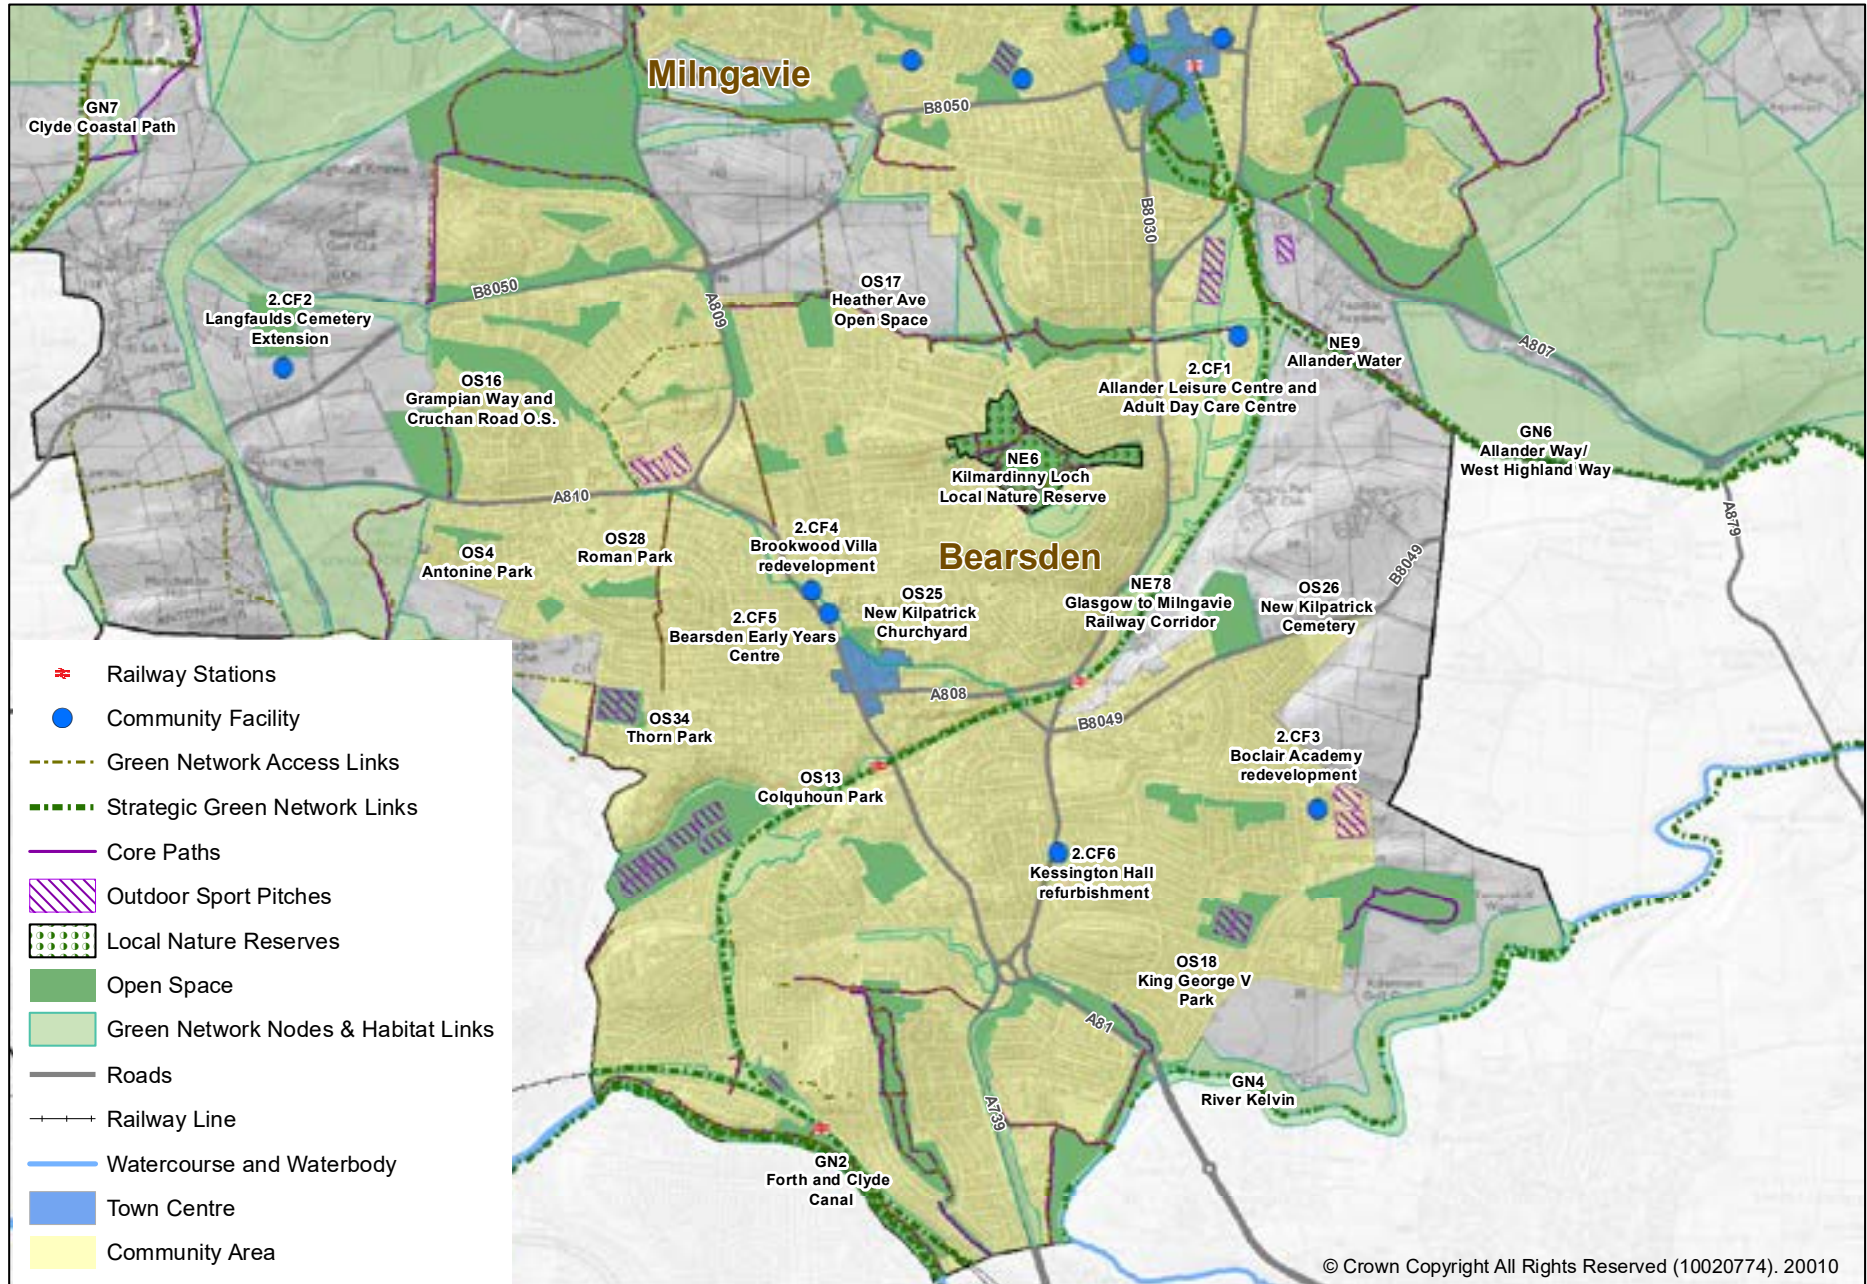 Milngavie
B8050
GN7
Clyde Coastal Path
B8030
2.CF2
Langfaulds Cemetery
Extension
B8050
A809
OS17
Heather Ave
Open Space
NE9
Allander Water
A807
2.CF1
Allander Leisure Centre and
Adult Day Care Centre
OS16
Grampian Way and
Cruchan Road O.S.
GN6
Allander Way/
West Highland Way
NE6
Kilmardinny Loch
Local Nature Reserve
A810
A879
OS4
Antonine Park
OS28
Roman Park
2.CF4
Brookwood Villa
redevelopment
Bearsden
B8049
NE78
Glasgow to Milngavie
Railway Corridor
OS26
New Kilpatrick
Cemetery
OS25
New Kilpatrick
Churchyard
2.CF5
Bearsden Early Years
Centre
A808
B8049
OS34
Thorn Park
2.CF3
Boclair Academy
redevelopment
OS13
Colquhoun Park
2.CF6
Kessington Hall
refurbishment
OS18
King George V
Park
A81
GN4
River Kelvin
A739
GN2
Forth and Clyde
Canal
Railway Stations
Community Facility
Green Network Access Links
Strategic Green Network Links
Core Paths
Outdoor Sport Pitches
Local Nature Reserves
Open Space
Green Network Nodes & Habitat Links
Roads
Railway Line
Watercourse and Waterbody
Town Centre
Community Area
© Crown Copyright All Rights Reserved (10020774). 20010